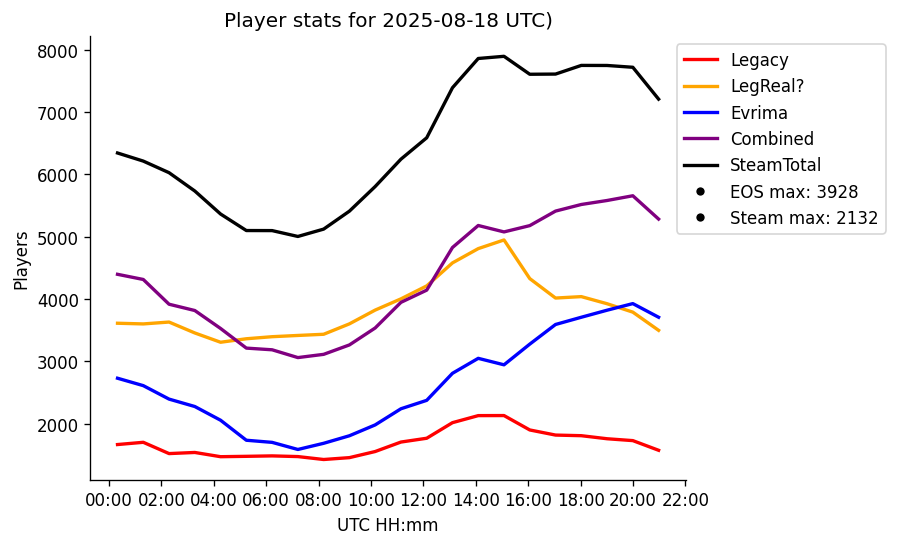 Player stats for 2025-08-18 UTC)
8000
7000
6000
5000
4000
3000
2000
Players
00:00 02:00 04:00 06:00 08:00 10:00 12:00 14:00 16:00 18:00 20:00 22:00
UTC HH:mm
Legacy
LegReal?
Evrima
Combined
SteamTotal
EOS max: 3928
Steam max: 2132